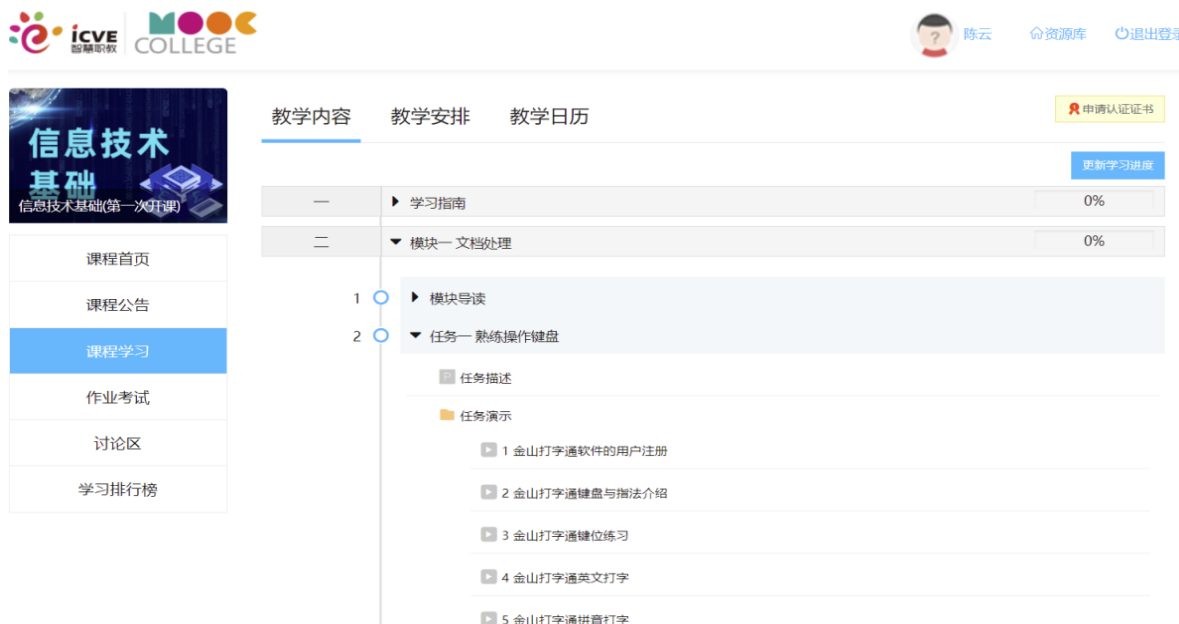 icve
智慧职教
MOOC
COLLEGE
陈云
资源库
退出登录
信息技术
基础
信息技术基础(第一次开课)
课程首页
课程公告
课程学习
作业考试
讨论区
学习排行榜
教学内容
教学安排
教学日历
申请认证证书
更新学习进度
一 学习指南 0%
二 模块一 文档处理 0%
1 模块导读
2 任务一 熟练操作键盘
P 任务描述
任务演示
1 金山打字通软件的用户注册
2 金山打字通键盘与指法介绍
3 金山打字通键位练习
4 金山打字通英文打字
5 金山打字通拼音打字